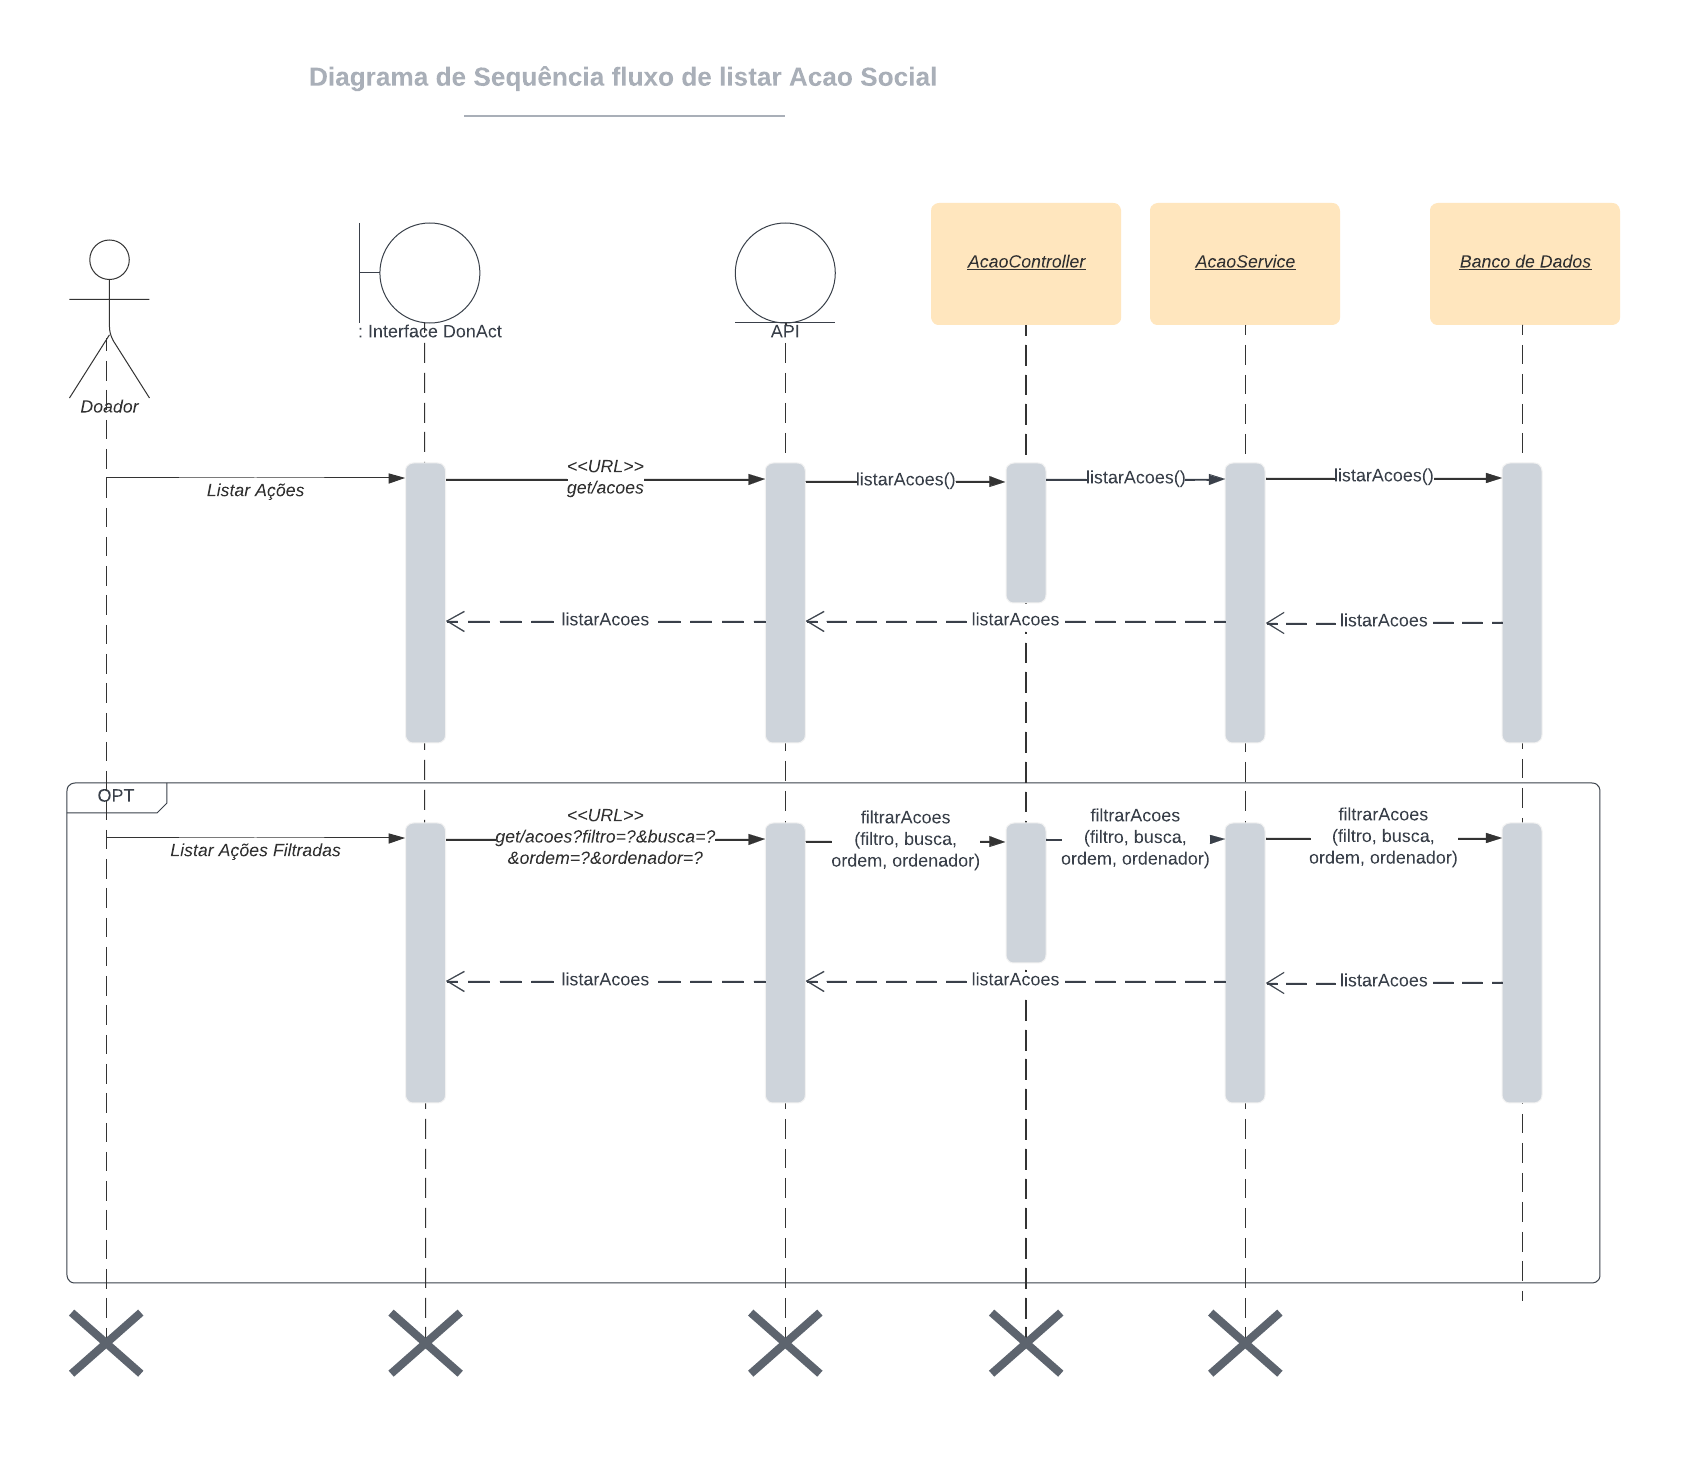 Diagrama de Sequência fluxo de listar Acao Social
AcaoController
AcaoService
Banco de Dados
: Interface DonAct
API
Doador
Listar Ações
<<URL>>
get/acoes
listarAcoes()
listarAcoes()
listarAcoes()
listarAcoes
listarAcoes
listarAcoes
OPT
Listar Ações Filtradas
<<URL>>
get/acoes?filtro=?&busca=?
&ordem=?&ordenador=?
filtrarAcoes
(filtro, busca,
ordem, ordenador)
filtrarAcoes
(filtro, busca,
ordem, ordenador)
filtrarAcoes
(filtro, busca,
ordem, ordenador)
listarAcoes
listarAcoes
listarAcoes